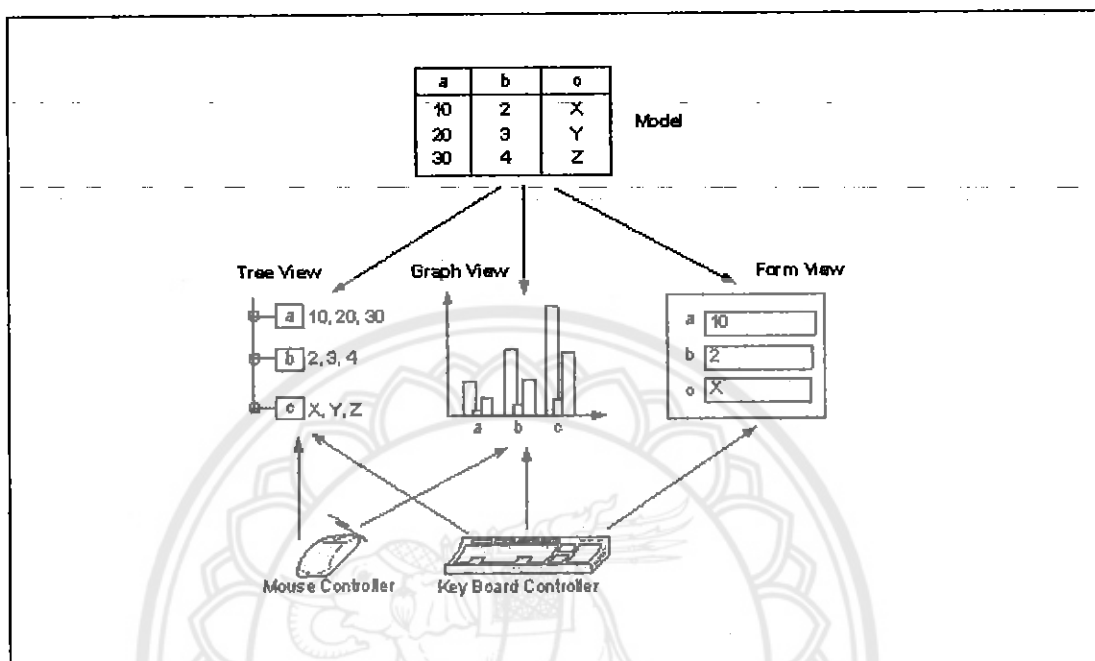 a b c
10 2 X
20 3 Y
30 4 Z
Model
Tree View
Graph View
Form View
a 10, 20, 30
b 2, 3, 4
c X, Y, Z
a b c
a 10
b 2
c X
Mouse Controller
Key Board Controller